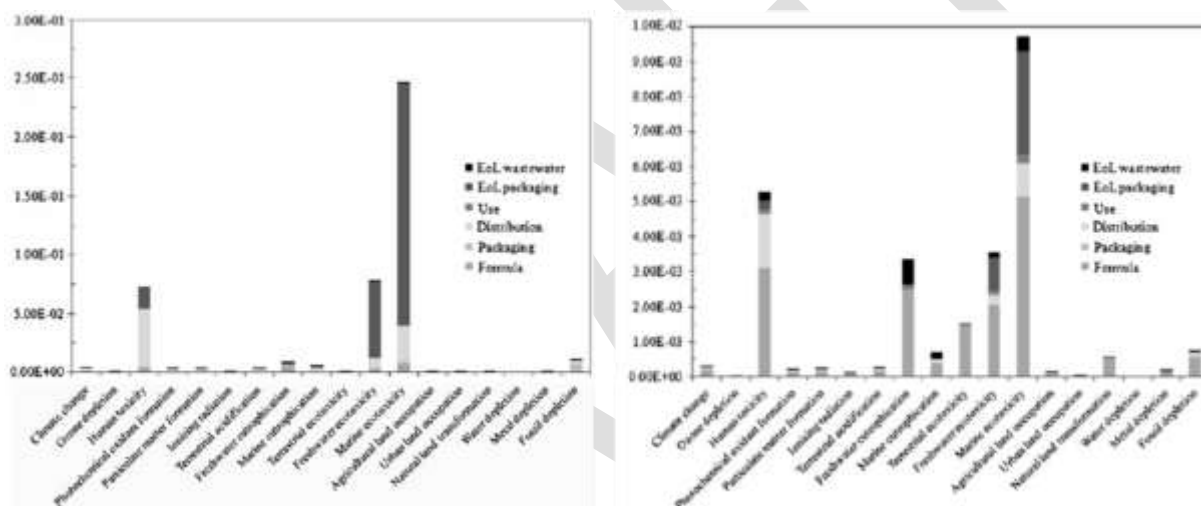 3.00E-01
2.50E-01
2.00E-01
1.50E-01
1.00E-01
5.00E-02
0.00E+00
EoL wastewater
EoL packaging
Use
Distribution
Packaging
Formula
Climate change
Ozone depletion
Human toxicity
Photochemical oxidant formation
Particulate matter formation
Ionising radiation
Terrestrial acidification
Freshwater eutrophication
Marine eutrophication
Terrestrial ecotoxicity
Freshwater ecotoxicity
Marine ecotoxicity
Agricultural land occupation
Urban land occupation
Natural land transformation
Water depletion
Metal depletion
Fossil depletion
1.00E-02
9.00E-03
8.00E-03
7.00E-03
6.00E-03
5.00E-03
4.00E-03
3.00E-03
2.00E-03
1.00E-03
0.00E+00
EoL wastewater
EoL packaging
Use
Distribution
Packaging
Formula
Climate change
Ozone depletion
Human toxicity
Photochemical oxidant formation
Particulate matter formation
Ionising radiation
Terrestrial acidification
Freshwater eutrophication
Marine eutrophication
Terrestrial ecotoxicity
Freshwater ecotoxicity
Marine ecotoxicity
Agricultural land occupation
Urban land occupation
Natural land transformation
Water depletion
Metal depletion
Fossil depletion